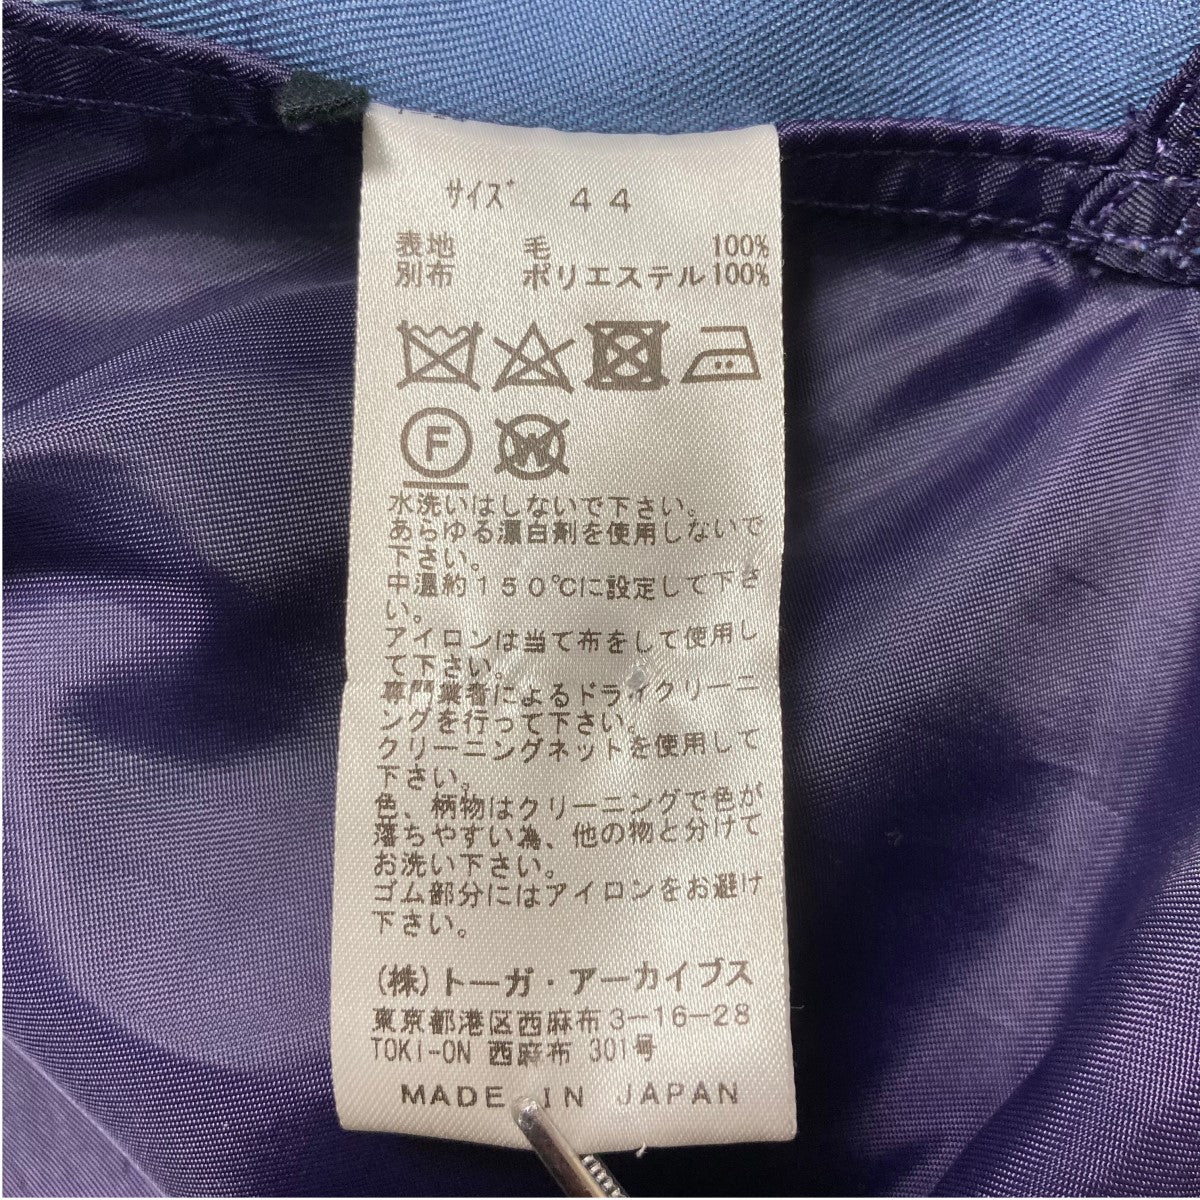 サイズ 44
表地 毛 100%
別布 ポリエステル 100%
F
W
水洗いはしないで下さい。
あらゆる漂白剤を使用しないで
下さい。
中温約150℃に設定して下さ
い。
アイロンは当て布をして使用し
て下さい。
専門業者によるドライクリーニ
ングを行って下さい。
クリーニングネットを使用して
下さい。
色、柄物はクリーニングで色が
落ちやすい為、他の物と分けて
お洗い下さい。
ゴム部分にはアイロンをお避け
下さい。
(株)トーガ・アーカイブス
東京都港区西麻布3-16-28
TOKI-ON 西麻布 301号
MADE IN JAPAN